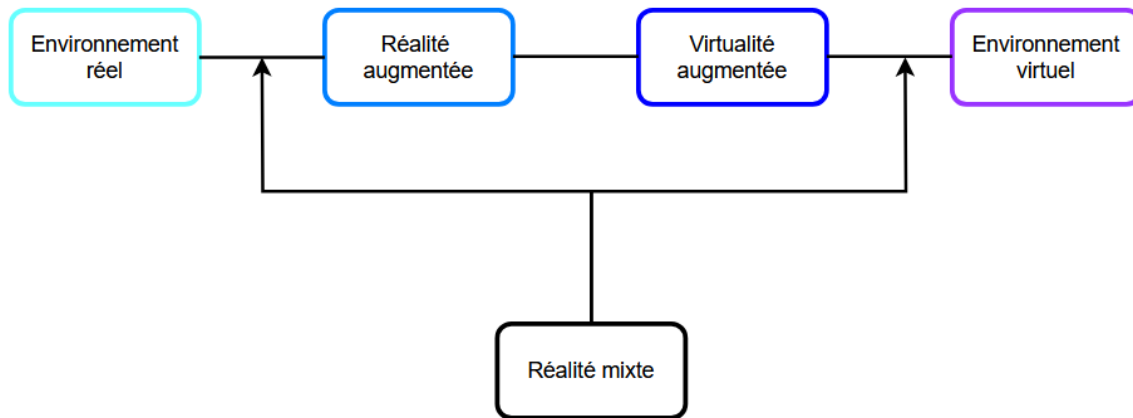 Environnement
réel
Réalité
augmentée
Virtualité
augmentée
Environnement
virtuel
Réalité mixte